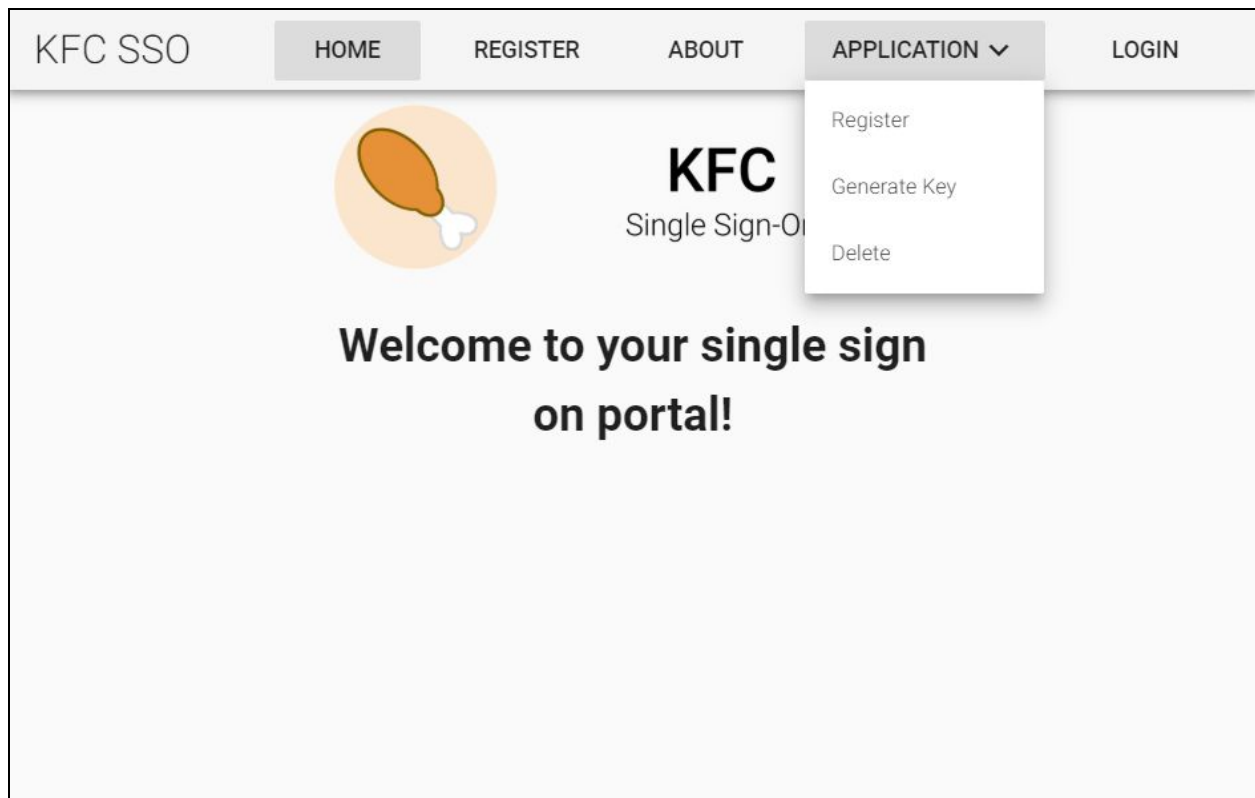 KFC SSO HOME REGISTER ABOUT APPLICATION LOGIN
Register
Generate Key
Delete
KFC
Single Sign-O
Welcome to your single sign
on portal!